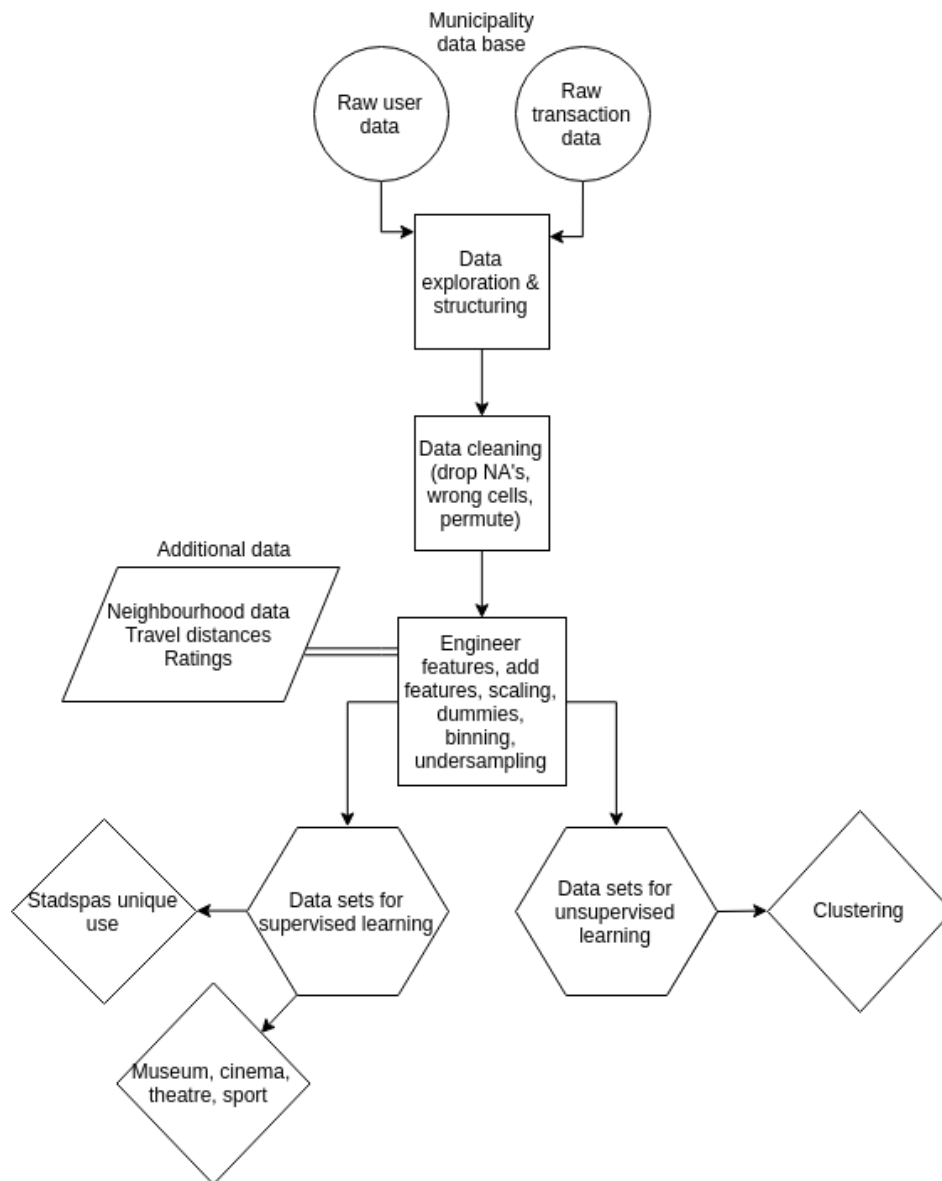 Municipality
data base
Raw user
data
Raw
transaction
data
Data
exploration &
structuring
Data cleaning
(drop NA's,
wrong cells,
permute)
Additional data
Neighbourhood data
Travel distances
Ratings
Engineer
features, add
features, scaling,
dummies,
binning,
undersampling
Stadspas unique
use
Data sets for
supervised learning
Data sets for
unsupervised
learning
Clustering
Museum, cinema,
theatre, sport